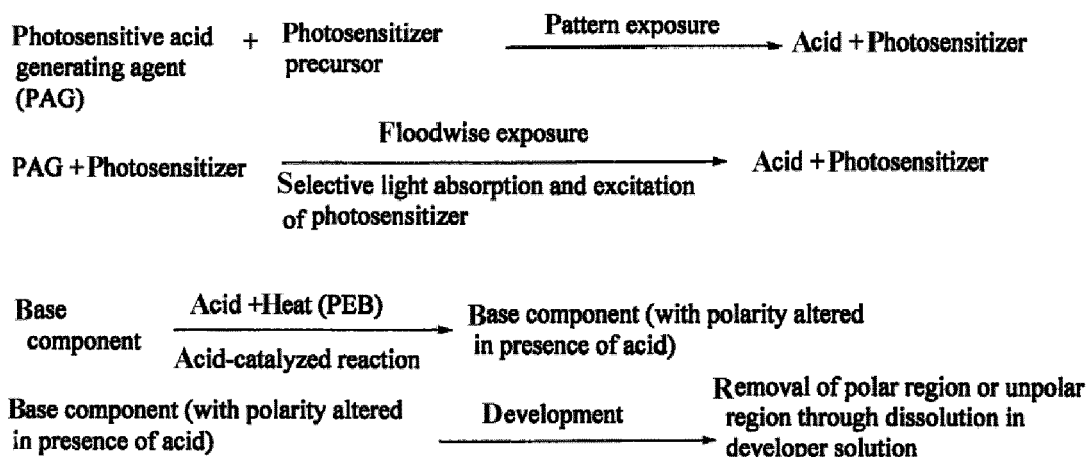 Photosensitive acid + Photosensitizer Pattern exposure Acid +Photosensitizer
generating agent precursor
(PAG)
Floodwise exposure
PAG +Photosensitizer Acid +Photosensitizer
Selective light absorption and excitation
of photosensitizer
Base Acid +Heat (PEB) Base component (with polarity altered
component Acid-catalyzed reaction in presence of acid)
Base component (with polarity altered Development Removal of polar region or unpolar
in presence of acid) region through dissolution in
developer solution